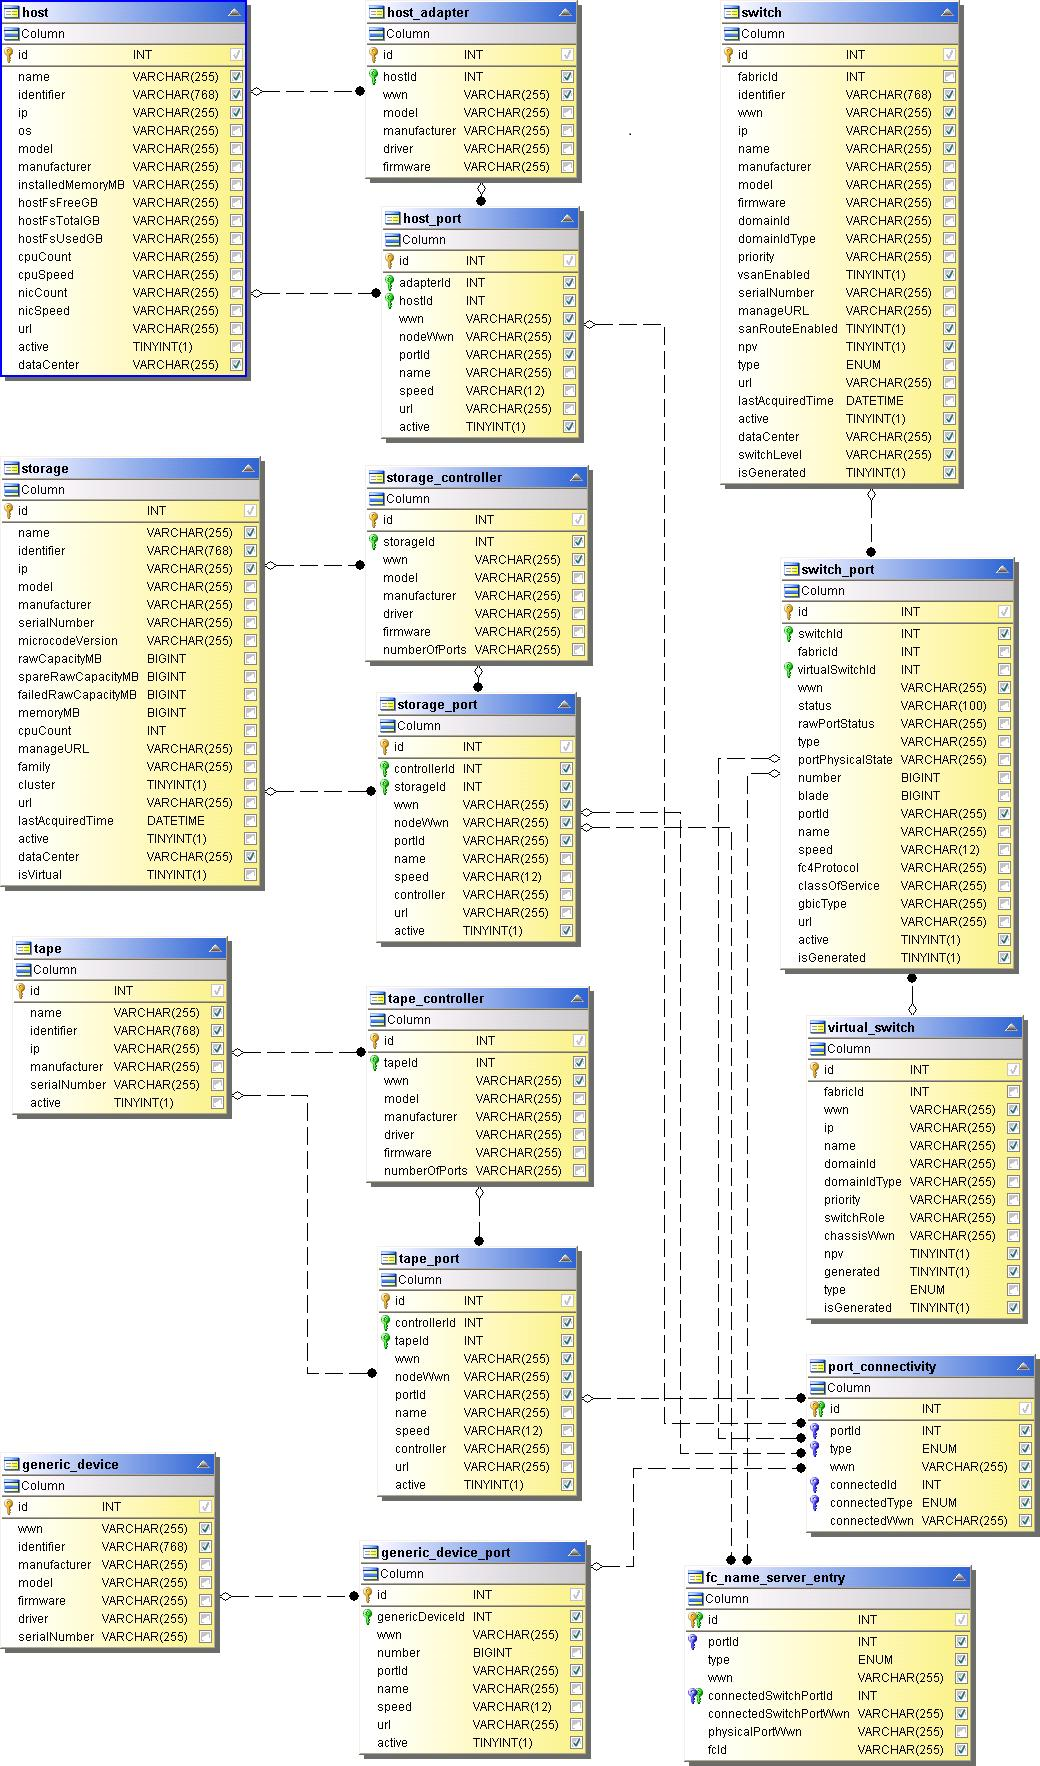 host
Column
id INT
name VARCHAR(255)
identifier VARCHAR(768)
ip VARCHAR(255)
os VARCHAR(255)
model VARCHAR(255)
manufacturer VARCHAR(255)
installedMemoryMB VARCHAR(255)
hostFsFreeGB VARCHAR(255)
hostFsTotalGB VARCHAR(255)
hostFsUsedGB VARCHAR(255)
cpuCount VARCHAR(255)
cpuSpeed VARCHAR(255)
nicCount VARCHAR(255)
nicSpeed VARCHAR(255)
url VARCHAR(255)
active TINYINT(1)
dataCenter VARCHAR(255)
host_adapter
Column
id INT
hostId INT
wwn VARCHAR(255)
model VARCHAR(255)
manufacturer VARCHAR(255)
driver VARCHAR(255)
firmware VARCHAR(255)
host_port
Column
id INT
adapterId INT
hostId INT
wwn VARCHAR(255)
nodeWwn VARCHAR(255)
portId VARCHAR(255)
name VARCHAR(255)
speed VARCHAR(12)
url VARCHAR(255)
active TINYINT(1)
switch
Column
id INT
fabricId INT
identifier VARCHAR(768)
wwn VARCHAR(255)
ip VARCHAR(255)
name VARCHAR(255)
manufacturer VARCHAR(255)
model VARCHAR(255)
firmware VARCHAR(255)
domainId VARCHAR(255)
domainIdType VARCHAR(255)
priority VARCHAR(255)
vsanEnabled TINYINT(1)
serialNumber VARCHAR(255)
manageURL VARCHAR(255)
sanRouteEnabled TINYINT(1)
npv TINYINT(1)
type ENUM
url VARCHAR(255)
lastAcquiredTime DATETIME
active TINYINT(1)
dataCenter VARCHAR(255)
switchLevel VARCHAR(255)
isGenerated TINYINT(1)
storage
Column
id INT
name VARCHAR(255)
identifier VARCHAR(768)
ip VARCHAR(255)
model VARCHAR(255)
manufacturer VARCHAR(255)
serialNumber VARCHAR(255)
microcodeVersion VARCHAR(255)
rawCapacityMB BIGINT
spareRawCapacityMB BIGINT
failedRawCapacityMB BIGINT
memoryMB BIGINT
cpuCount INT
manageURL VARCHAR(255)
family VARCHAR(255)
cluster TINYINT(1)
url VARCHAR(255)
lastAcquiredTime DATETIME
active TINYINT(1)
dataCenter VARCHAR(255)
isVirtual TINYINT(1)
storage_controller
Column
id INT
storageId INT
wwn VARCHAR(255)
model VARCHAR(255)
manufacturer VARCHAR(255)
driver VARCHAR(255)
firmware VARCHAR(255)
numberOfPorts VARCHAR(255)
storage_port
Column
id INT
controllerId INT
storageId INT
wwn VARCHAR(255)
nodeWwn VARCHAR(255)
portId VARCHAR(255)
name VARCHAR(255)
speed VARCHAR(12)
controller VARCHAR(255)
url VARCHAR(255)
active TINYINT(1)
switch_port
Column
id INT
switchId INT
fabricId INT
virtualSwitchId INT
wwn VARCHAR(255)
status VARCHAR(100)
rawPortStatus VARCHAR(255)
type VARCHAR(255)
portPhysicalState VARCHAR(255)
number BIGINT
blade BIGINT
portId VARCHAR(255)
name VARCHAR(255)
speed VARCHAR(12)
fc4Protocol VARCHAR(255)
classOfService VARCHAR(255)
gbicType VARCHAR(255)
url VARCHAR(255)
active TINYINT(1)
isGenerated TINYINT(1)
tape
Column
id INT
name VARCHAR(255)
identifier VARCHAR(768)
ip VARCHAR(255)
manufacturer VARCHAR(255)
serialNumber VARCHAR(255)
active TINYINT(1)
tape_controller
Column
id INT
tapeId INT
wwn VARCHAR(255)
model VARCHAR(255)
manufacturer VARCHAR(255)
driver VARCHAR(255)
firmware VARCHAR(255)
numberOfPorts VARCHAR(255)
virtual_switch
Column
id INT
fabricId INT
wwn VARCHAR(255)
ip VARCHAR(255)
name VARCHAR(255)
domainId VARCHAR(255)
domainIdType VARCHAR(255)
priority VARCHAR(255)
switchRole VARCHAR(255)
chassisWwn VARCHAR(255)
npv TINYINT(1)
generated TINYINT(1)
type ENUM
isGenerated TINYINT(1)
tape_port
Column
id INT
controllerId INT
tapeId INT
wwn VARCHAR(255)
nodeWwn VARCHAR(255)
portId VARCHAR(255)
name VARCHAR(255)
speed VARCHAR(12)
controller VARCHAR(255)
url VARCHAR(255)
active TINYINT(1)
port_connectivity
Column
id INT
portId INT
type ENUM
wwn VARCHAR(255)
connectedId INT
connectedType ENUM
connectedWwn VARCHAR(255)
generic_device
Column
id INT
wwn VARCHAR(255)
identifier VARCHAR(768)
manufacturer VARCHAR(255)
model VARCHAR(255)
firmware VARCHAR(255)
driver VARCHAR(255)
serialNumber VARCHAR(255)
generic_device_port
Column
id INT
genericDeviceId INT
wwn VARCHAR(255)
number BIGINT
portId VARCHAR(255)
name VARCHAR(255)
speed VARCHAR(12)
url VARCHAR(255)
active TINYINT(1)
fc_name_server_entry
Column
id INT
portId INT
type ENUM
wwn VARCHAR(255)
connectedSwitchPortId INT
connectedSwitchPortWwn VARCHAR(255)
physicalPortWwn VARCHAR(255)
fcId VARCHAR(255)